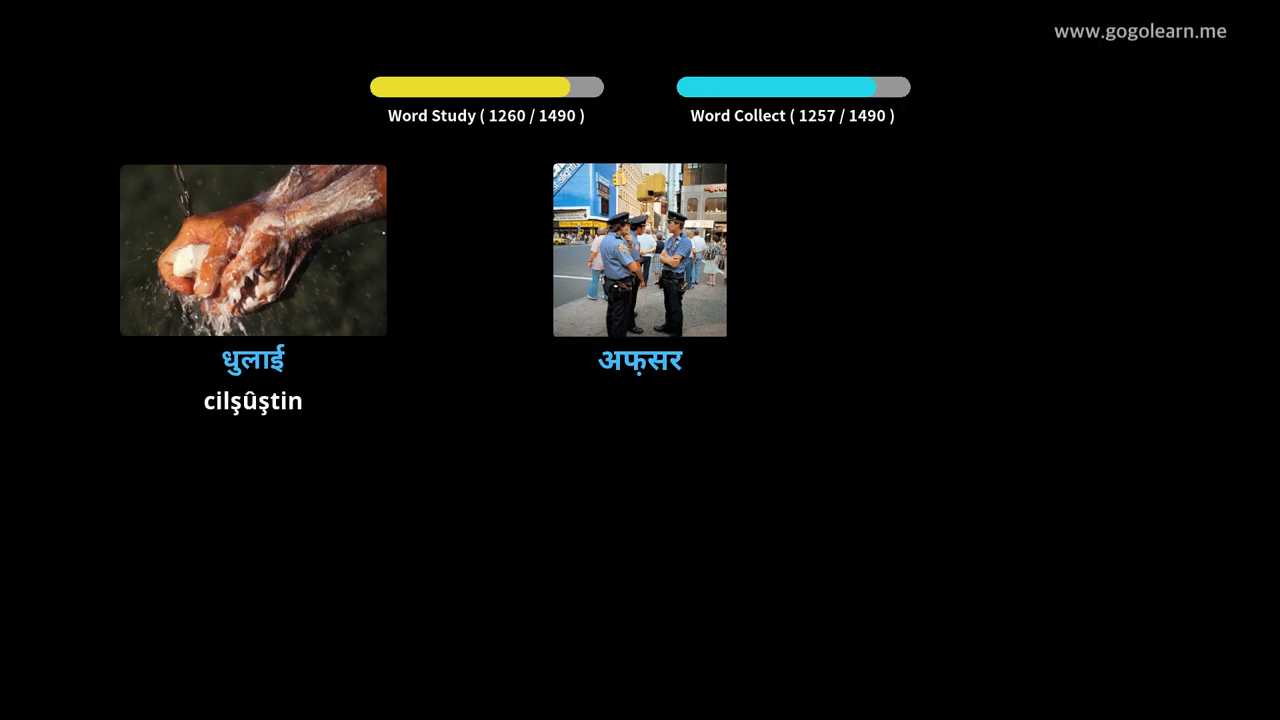 www.gogolearn.me
Word Study ( 1260 / 1490 )
Word Collect ( 1257 / 1490 )
धुलाई
अफ़सर
cilşûştin